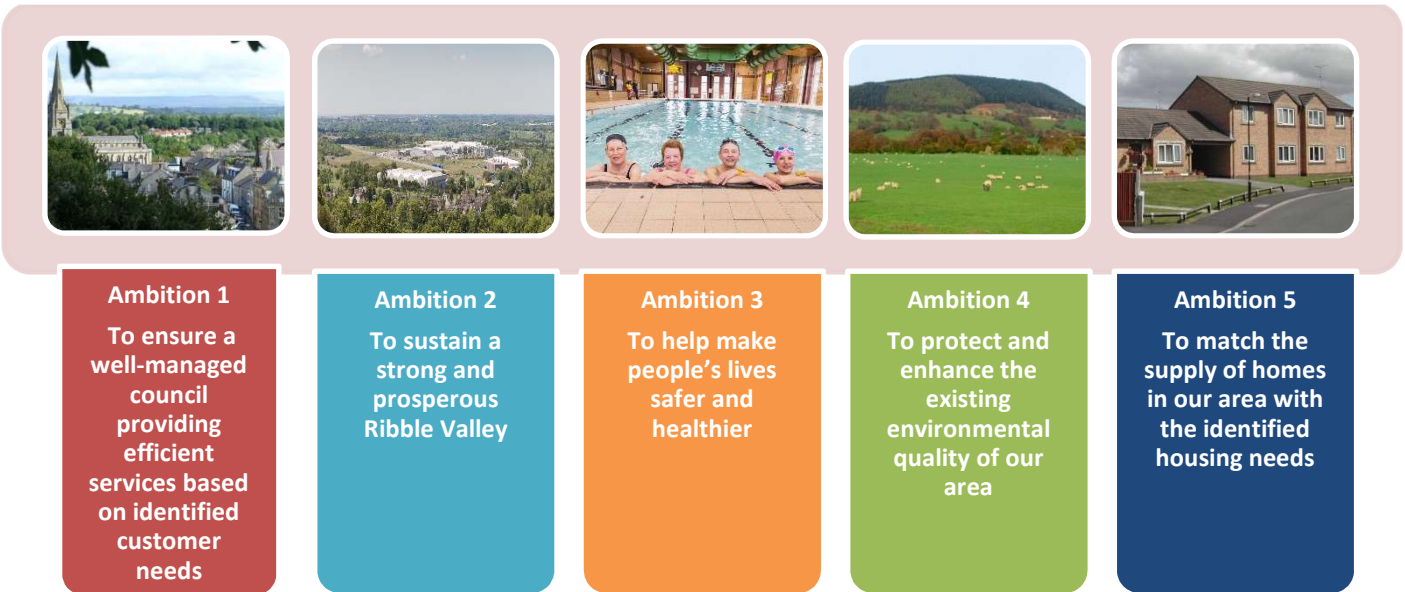 Ambition 1
To ensure a
well-managed
council
providing
efficient
services based
on identified
customer
needs
Ambition 2
To sustain a
strong and
prosperous
Ribble Valley
Ambition 3
To help make
people’s lives
safer and
healthier
Ambition 4
To protect and
enhance the
existing
environmental
quality of our
area
Ambition 5
To match the
supply of homes
in our area with
the identified
housing needs